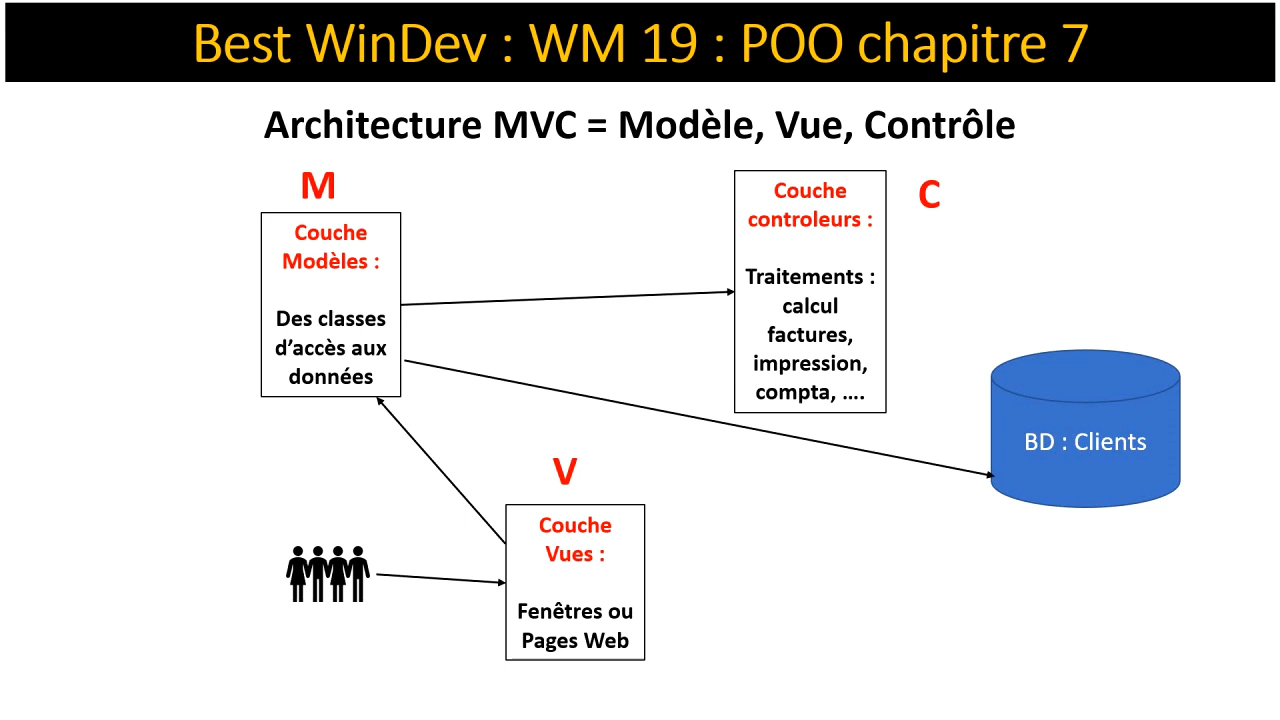 Best WinDev : WM 19 : POO chapitre 7
Architecture MVC = Modèle, Vue, Contrôle
M
Couche
Modèles :
Des classes
d’accès aux
données
Couche
controleurs :
Traitements :
calcul
factures,
impression,
compta, ….
C
BD : Clients
V
Couche
Vues :
Fenêtres ou
Pages Web